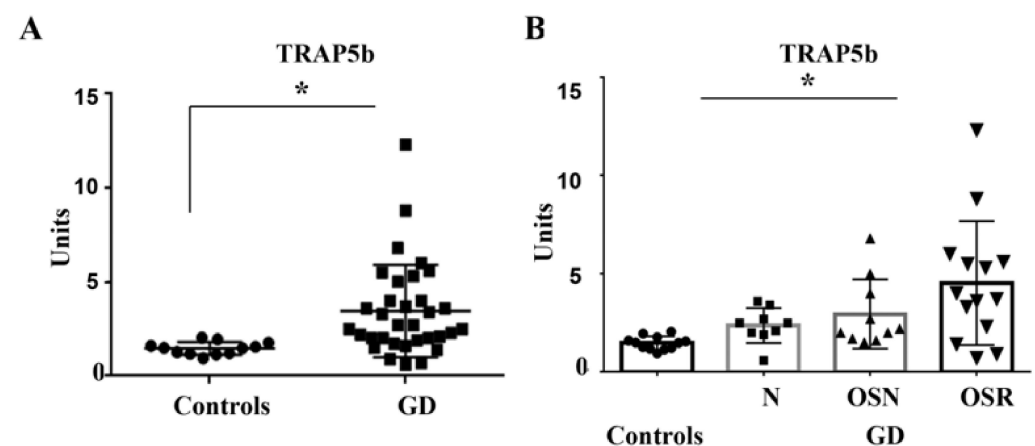 A
TRAP5b
*
15
10
5
0
Units
Controls
GD
B
TRAP5b
*
15
10
5
0
Units
N
OSN
OSR
Controls
GD